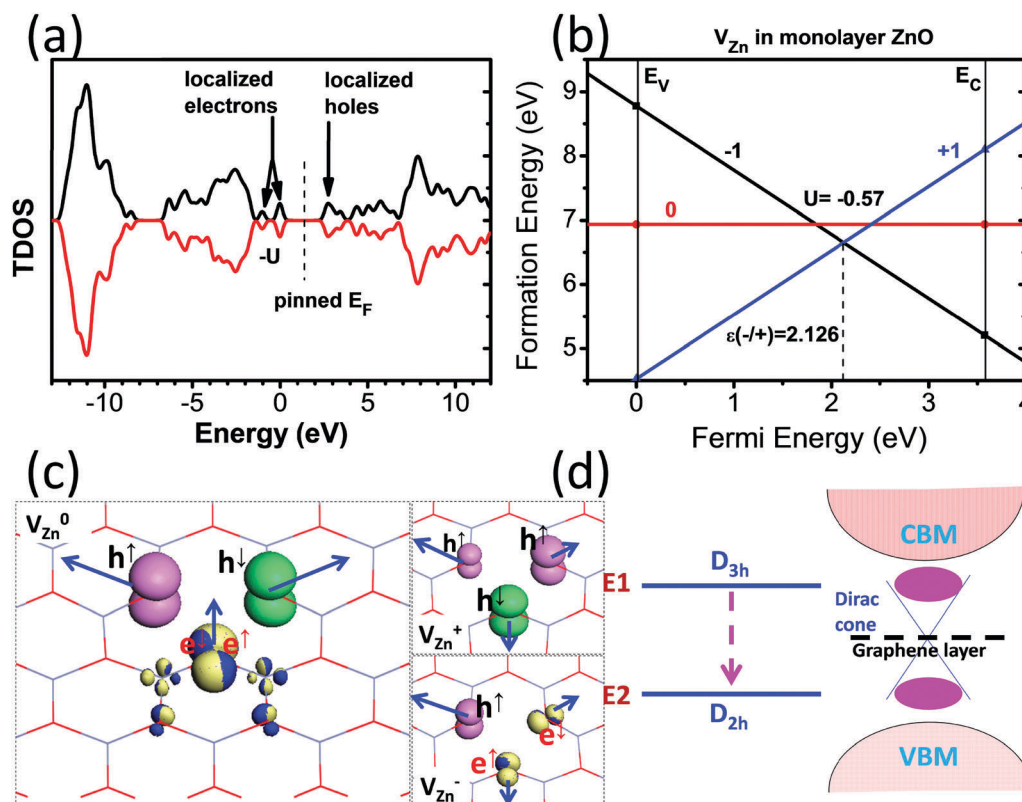 (a)
localized
electrons
localized
holes
-U
pinned E_F
TDOS
-10
-5
0
5
10
Energy (eV)
(b)
V_Zn in monolayer ZnO
E_V
E_C
9
8
7
6
5
-1
+1
0
U= -0.57
ε(-/+)=2.126
Formation Energy (eV)
0
1
2
3
4
Fermi Energy (eV)
(c)
V_Zn^0
h↑
h↓
e↓
e↑
h↑
h↑
h↓
V_Zn^+
h↑
e↓
e↑
V_Zn^-
(d)
E1
D_3h
E2
D_2h
CBM
Dirac
cone
Graphene layer
VBM